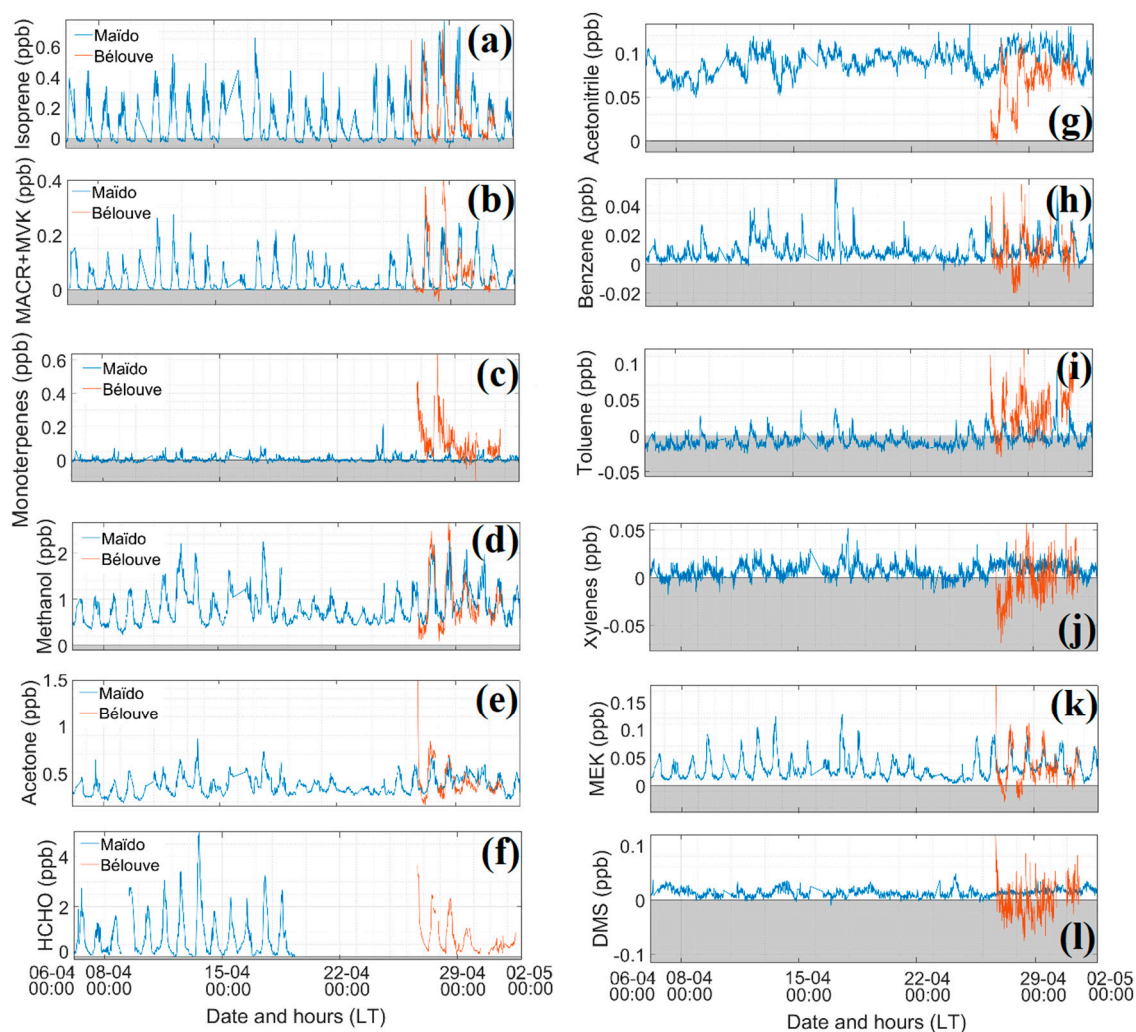 Isoprene (ppb)
0.6
0.4
0.2
0
Maïdo
Bélouve
(a)
MACR+MVK (ppb)
0.4
0.2
0
Maïdo
Bélouve
(b)
Monoterpenes (ppb)
0.6
0.4
0.2
0
Maïdo
Bélouve
(c)
Methanol (ppb)
2
1
0
Maïdo
Bélouve
(d)
Acetone (ppb)
1.5
1
0.5
Maïdo
Bélouve
(e)
HCHO (ppb)
4
2
0
Maïdo
Bélouve
(f)
06-04 08-04 15-04 22-04 29-04 02-05
00:00 00:00 00:00 00:00 00:00 00:00
Date and hours (LT)
Acetonitrile (ppb)
0.1
0.05
0
(g)
Benzene (ppb)
0.04
0.02
0
-0.02
(h)
Toluene (ppb)
0.1
0.05
0
-0.05
(i)
Xylenes (ppb)
0.05
0
-0.05
(j)
MEK (ppb)
0.15
0.1
0.05
0
(k)
DMS (ppb)
0.1
0
-0.1
(l)
06-04 08-04 15-04 22-04 29-04 02-05
00:00 00:00 00:00 00:00 00:00 00:00
Date and hours (LT)